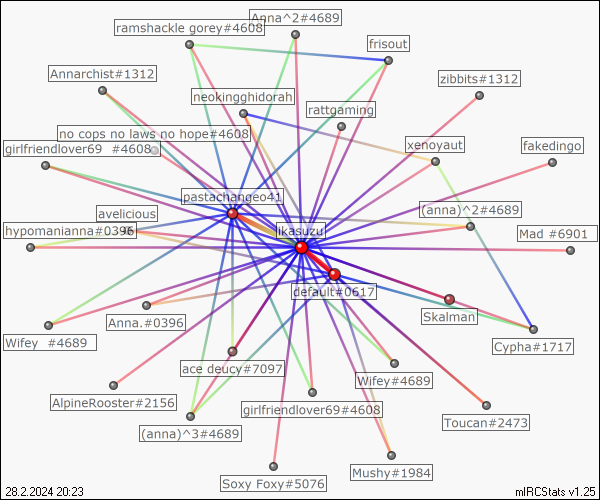 Anna^2#4689
ramshackle gorey#4608
frisout
Annarchist#1312
zibbits#1312
neokingghidorah
rattgaming
no cops no laws no hope#4608
girlfriendlover69 #4608
xenoyaut
fakedingo
pastachangeo41
avelicious
(anna)^2#4689
hypomanianna#0396
ikasuzu
Mad #6901
default#0617
Anna.#0396
Skalman
Wifey #4689
Cypha#1717
ace deucy#7097
Wifey#4689
AlpineRooster#2156
girlfriendlover69#4608
Toucan#2473
(anna)^3#4689
Mushy#1984
Soxy Foxy#5076
28.2.2024 20:23
mIRCStats v1.25